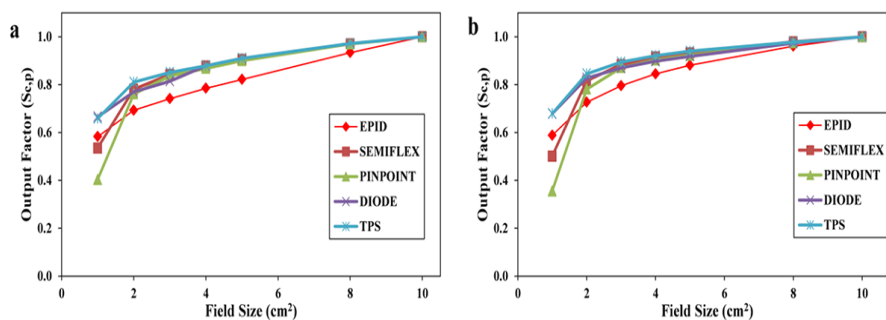 a
Output Factor (Sc,p)
1.0
0.8
0.6
0.4
0.2
0.0
0
2
4
6
8
10
Field Size (cm²)
EPID
SEMIFLEX
PINPOINT
DIODE
TPS
b
Output Factor (Sc,p)
1.0
0.8
0.6
0.4
0.2
0.0
0
2
4
6
8
10
Field Size (cm²)
EPID
SEMIFLEX
PINPOINT
DIODE
TPS